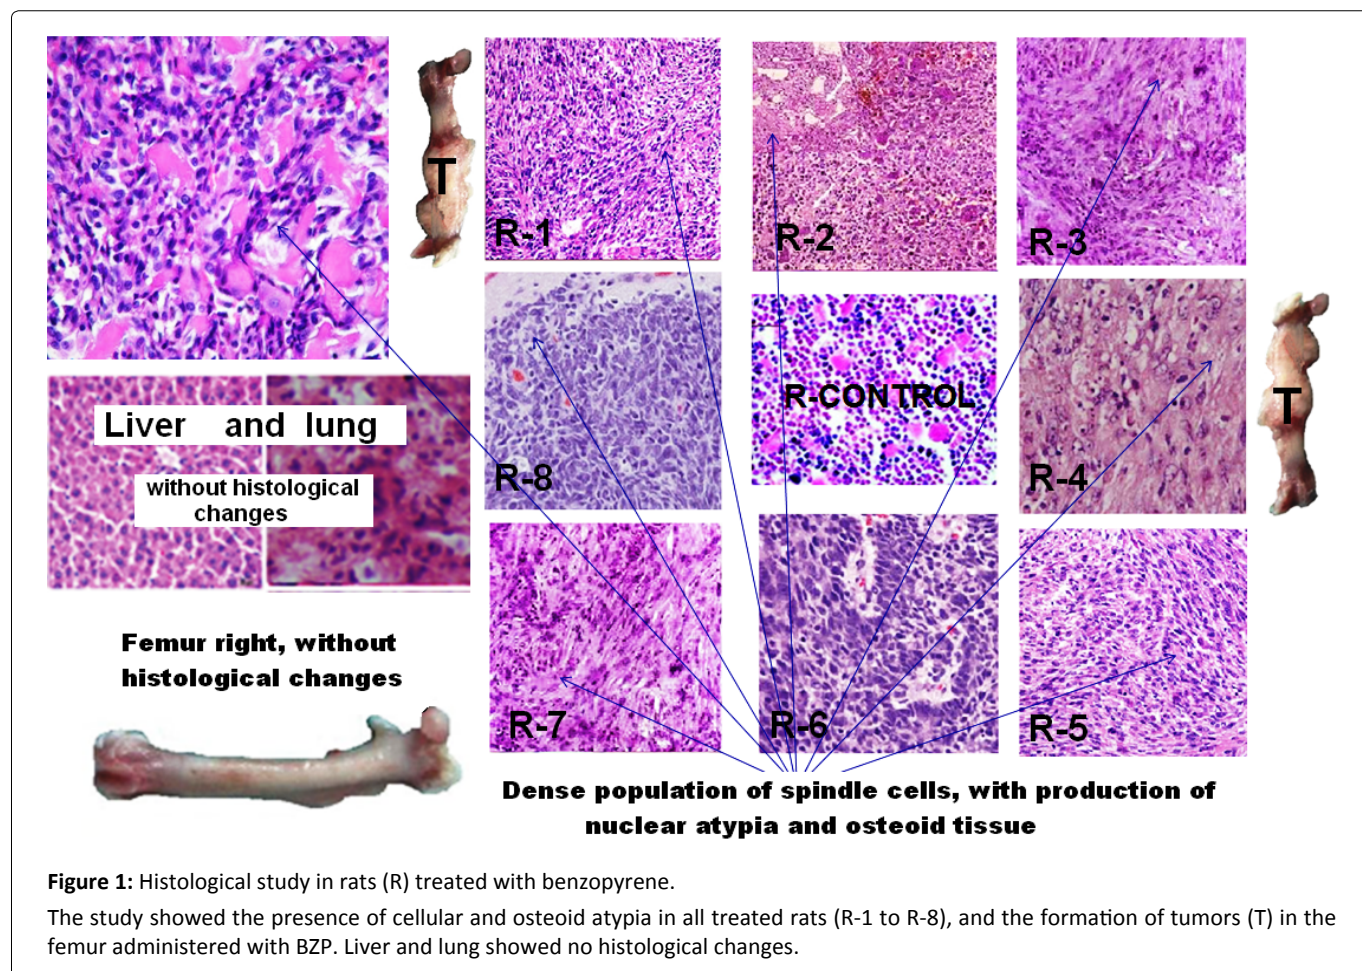 T
R-1
R-2
R-3
Liver and lung
without histological
changes
R-8
R-CONTROL
R-4
T
Femur right, without
histological changes
R-7
R-6
R-5
Dense population of spindle cells, with production of
nuclear atypia and osteoid tissue
Figure 1: Histological study in rats (R) treated with benzopyrene.
The study showed the presence of cellular and osteoid atypia in all treated rats (R-1 to R-8), and the formation of tumors (T) in the
femur administered with BZP. Liver and lung showed no histological changes.